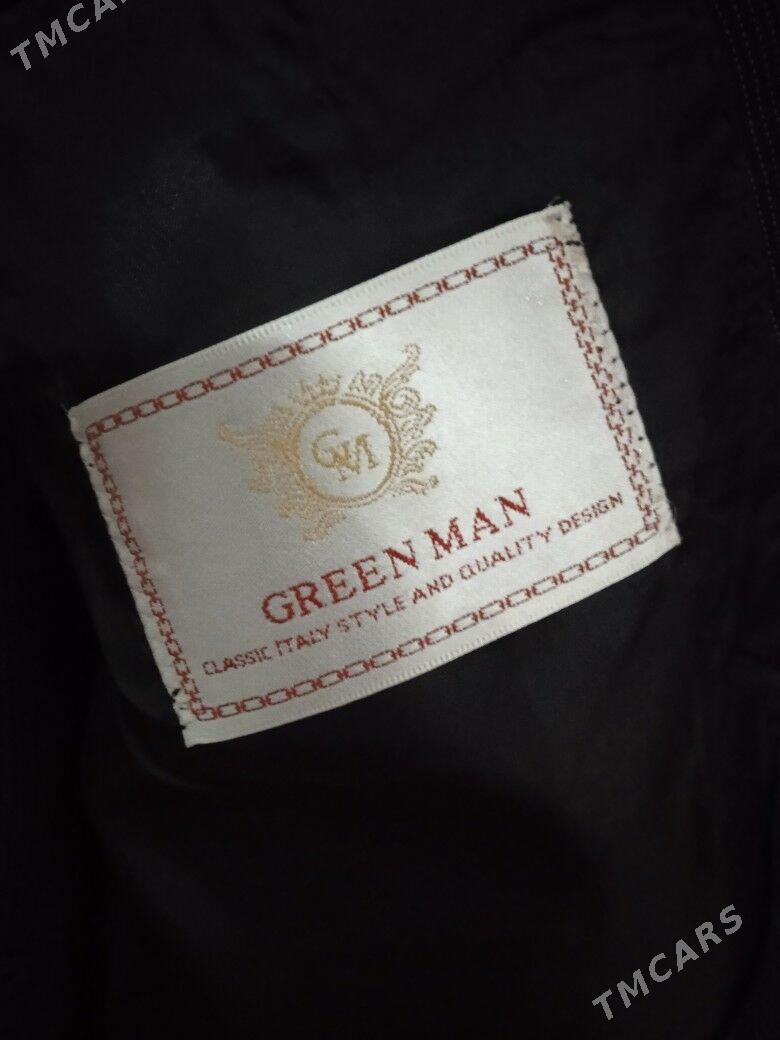 TMCARS
GM
GREEN MAN
CLASSIC ITALY STYLE AND QUALITY DESIGN
TMCARS